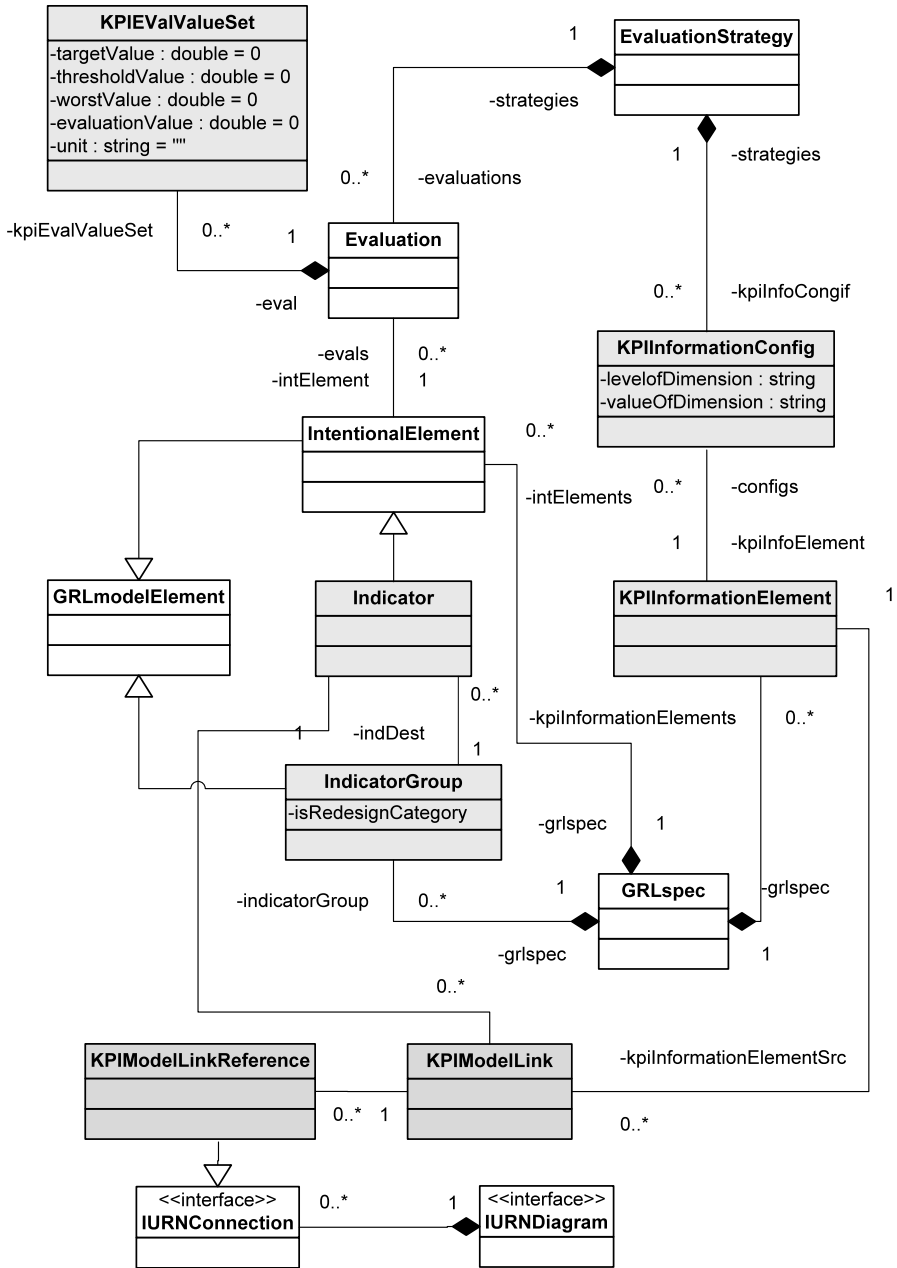 KPIEValValueSet
-targetValue : double = 0
-thresholdValue : double = 0
-worstValue : double = 0
-evaluationValue : double = 0
-unit : string = ""
EvaluationStrategy
1
-strategies
1
-strategies
0..*
-evaluations
-kpiEvalValueSet
0..*
1
Evaluation
-eval
0..*
-kpiInfoCongif
-evals
0..*
-intElement
1
KPIInformationConfig
-levelofDimension : string
-valueOfDimension : string
IntentionalElement
0..*
-intElements
0..*
-configs
1
-kpiInfoElement
GRLmodelElement
Indicator
KPIInformationElement
1
0..*
-kpiInformationElements
0..*
1
-indDest
1
IndicatorGroup
-isRedesignCategory
-grlspec
1
-indicatorGroup
0..*
1
GRLspec
-grlspec
-grlspec
1
0..*
KPIModelLinkReference
KPIModelLink
-kpiInformationElementSrc
0..*
1
0..*
<<interface>>
IURNConnection
0..*
1
<<interface>>
IURNDiagram